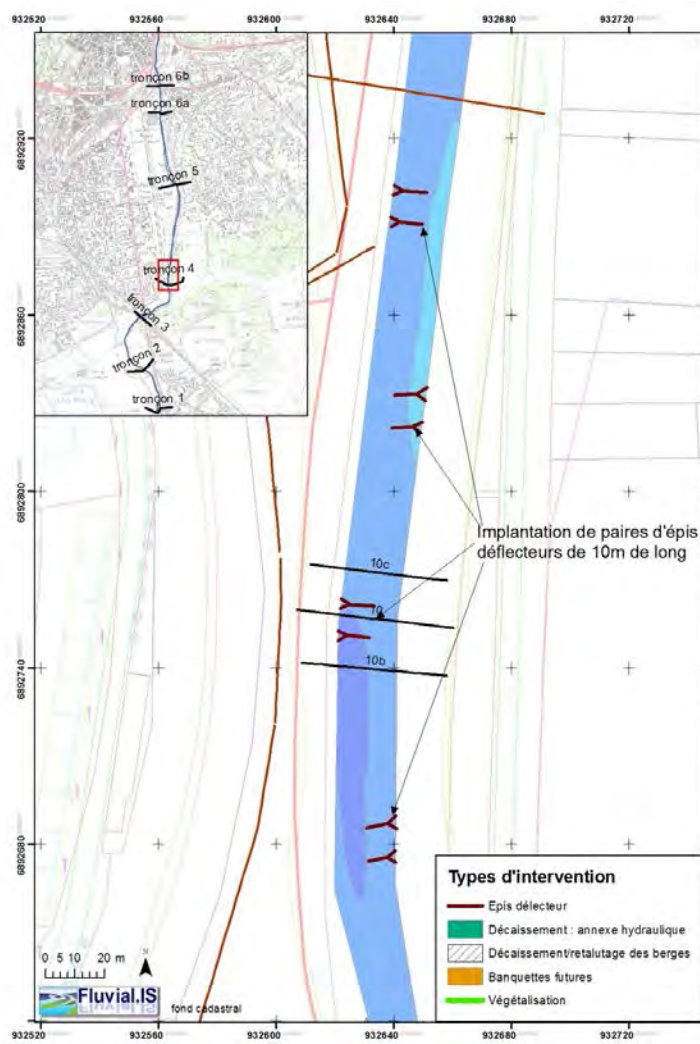 932520 932560 932600 932640 932680 932720
tronçon 6b
tronçon 6a
tronçon 5
tronçon 4
tronçon 3
tronçon 2
tronçon 1
6892920
6892860
6892800
6892740
6892680
Implantation de paires d'épis
déflecteurs de 10m de long
10c
10
10b
Types d'intervention
Epis délecteur
Décaissement : annexe hydraulique
Décaissement/retalutage des berges
Banquettes futures
Végétalisation
0 5 10 20 m
N
Fluvial.IS
fond cadastral
932520 932560 932600 932640 932680 932720